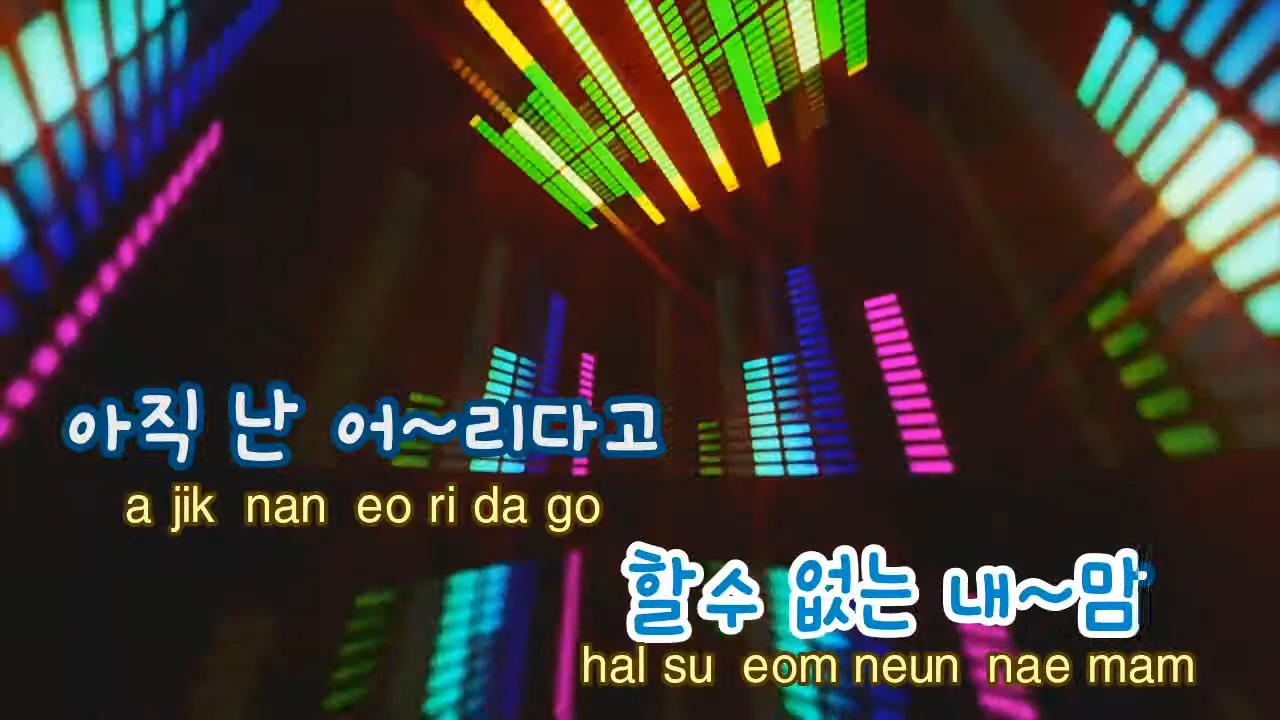 아직 난 어~리다고
a jik nan eo ri da go
할수 없는 내~맘
hal su eom neun nae mam